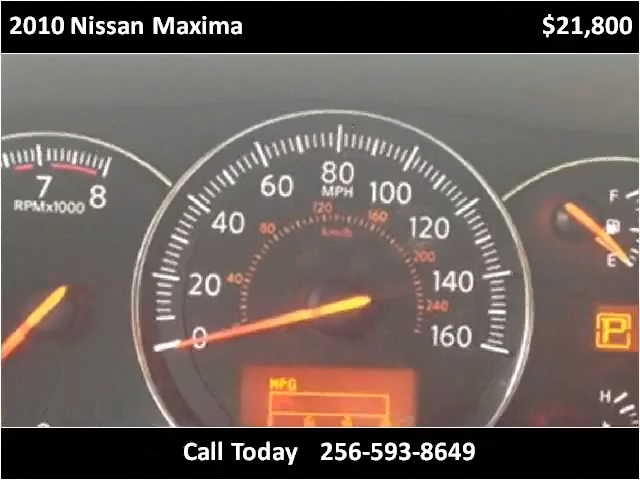 2010 Nissan Maxima $21,800
7 8
RPMx1000
0 20 40 60 80 100 120 140 160
MPH
40 80 120 160 200 240
km/h
F
E
P
H
MPG
Call Today 256-593-8649